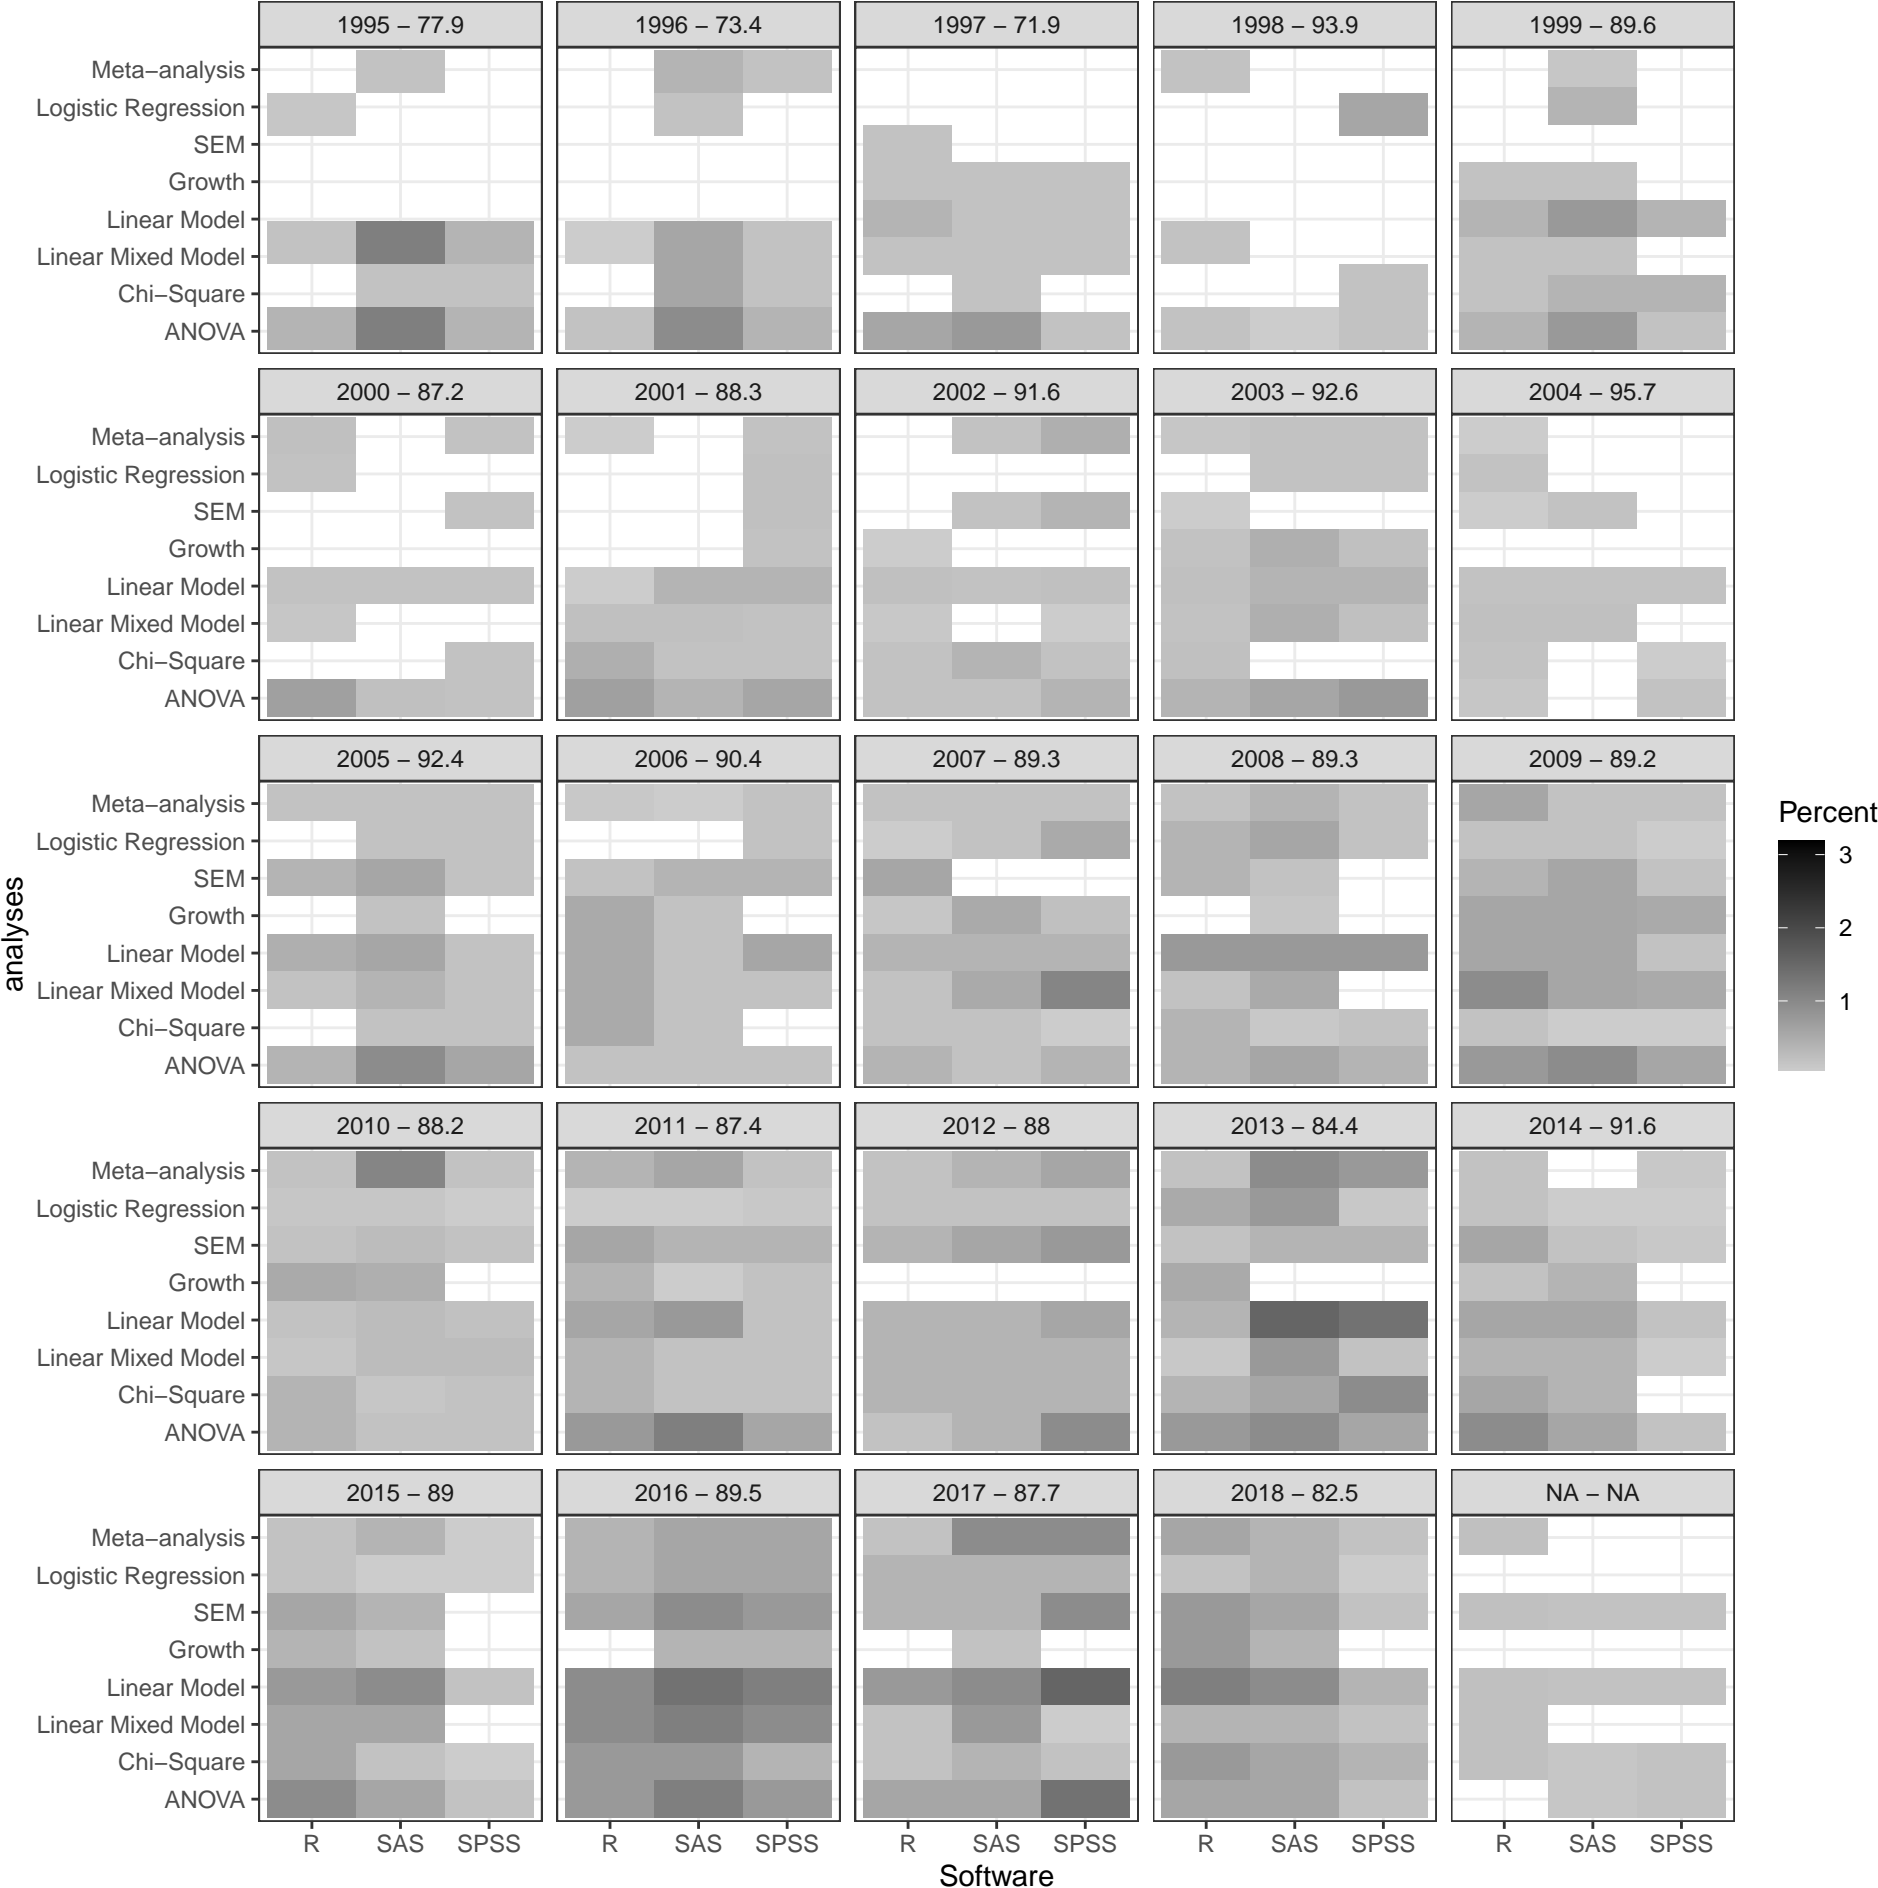 1995 − 77.9
1996 − 73.4
1997 − 71.9
1998 − 93.9
1999 − 89.6
Meta−analysis
Logistic Regression
SEM
Growth
Linear Model
Linear Mixed Model
Chi−Square
ANOVA
2000 − 87.2
2001 − 88.3
2002 − 91.6
2003 − 92.6
2004 − 95.7
Meta−analysis
Logistic Regression
SEM
Growth
Linear Model
Linear Mixed Model
Chi−Square
ANOVA
2005 − 92.4
2006 − 90.4
2007 − 89.3
2008 − 89.3
2009 − 89.2
Meta−analysis
Logistic Regression
SEM
Growth
Linear Model
Linear Mixed Model
Chi−Square
ANOVA
analyses
Percent
3
2
1
2010 − 88.2
2011 − 87.4
2012 − 88
2013 − 84.4
2014 − 91.6
Meta−analysis
Logistic Regression
SEM
Growth
Linear Model
Linear Mixed Model
Chi−Square
ANOVA
2015 − 89
2016 − 89.5
2017 − 87.7
2018 − 82.5
NA − NA
Meta−analysis
Logistic Regression
SEM
Growth
Linear Model
Linear Mixed Model
Chi−Square
ANOVA
R SAS SPSS
R SAS SPSS
R SAS SPSS
R SAS SPSS
R SAS SPSS
Software